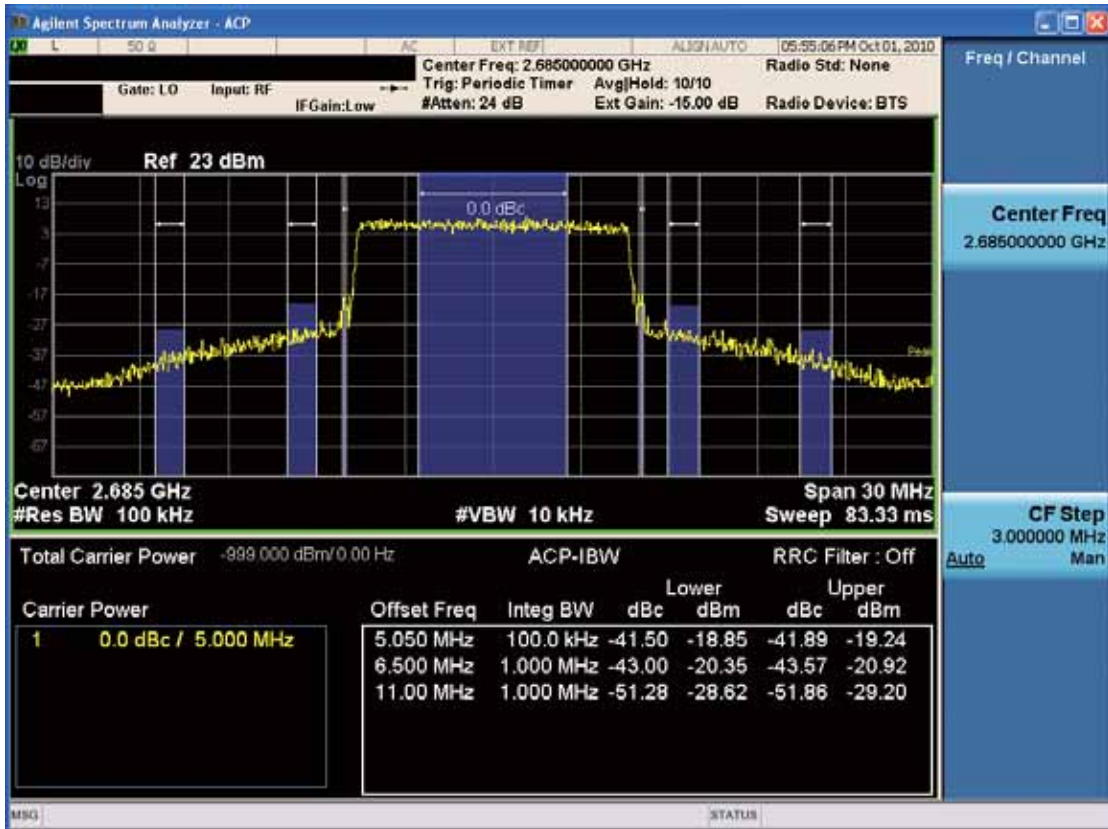 Agilent Spectrum Analyzer - ACP
L 50 Ω AC EXT REF ALIGN AUTO 05:55:06 PM Oct 01, 2010
Center Freq: 2.685000000 GHz Radio Std: None
Gate: LO Input: RF Trig: Periodic Timer Avg|Hold: 10/10
IFGain:Low #Atten: 24 dB Ext Gain: -15.00 dB Radio Device: BTS
Freq / Channel
10 dB/div Ref 23 dBm
Log
13
3
-7
-17
-27
-37
-47
-57
-67
0.0 dBc
Peak
Center 2.685 GHz Span 30 MHz
#Res BW 100 kHz #VBW 10 kHz Sweep 83.33 ms
Center Freq
2.685000000 GHz
CF Step
3.000000 MHz
Auto Man
Total Carrier Power -999.000 dBm/ 0.00 Hz ACP-IBW RRC Filter : Off
Lower Upper
Carrier Power Offset Freq Integ BW dBc dBm dBc dBm
1 0.0 dBc / 5.000 MHz 5.050 MHz 100.0 kHz -41.50 -18.85 -41.89 -19.24
6.500 MHz 1.000 MHz -43.00 -20.35 -43.57 -20.92
11.00 MHz 1.000 MHz -51.28 -28.62 -51.86 -29.20
MSG STATUS